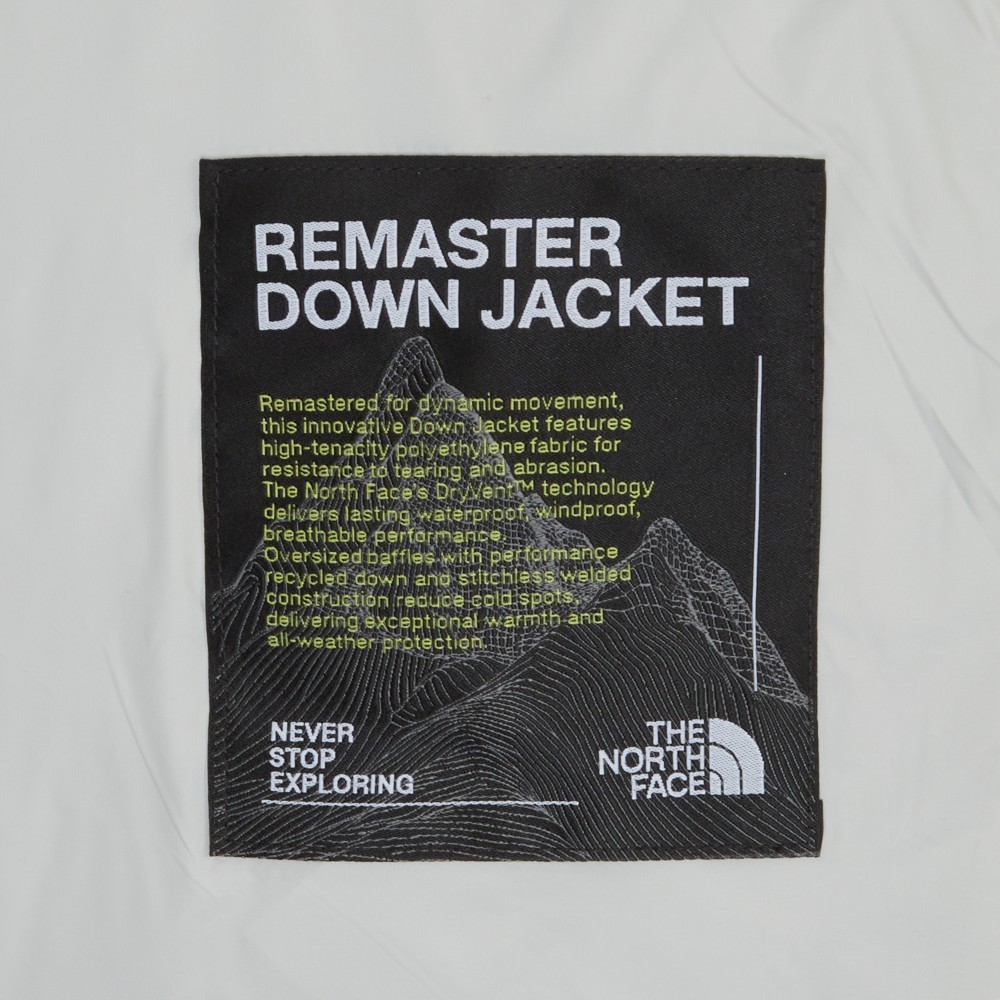 REMASTER
DOWN JACKET
Remastered for dynamic movement,
this innovative Down Jacket features
high-tenacity polyethylene fabric for
resistance to tearing and abrasion.
The North Face's DryVent™ technology
delivers lasting waterproof, windproof,
breathable performance.
Oversized baffles with performance
recycled down and stitchless welded
construction reduce cold spots,
delivering exceptional warmth and
all-weather protection.
NEVER
STOP
EXPLORING
THE
NORTH
FACE